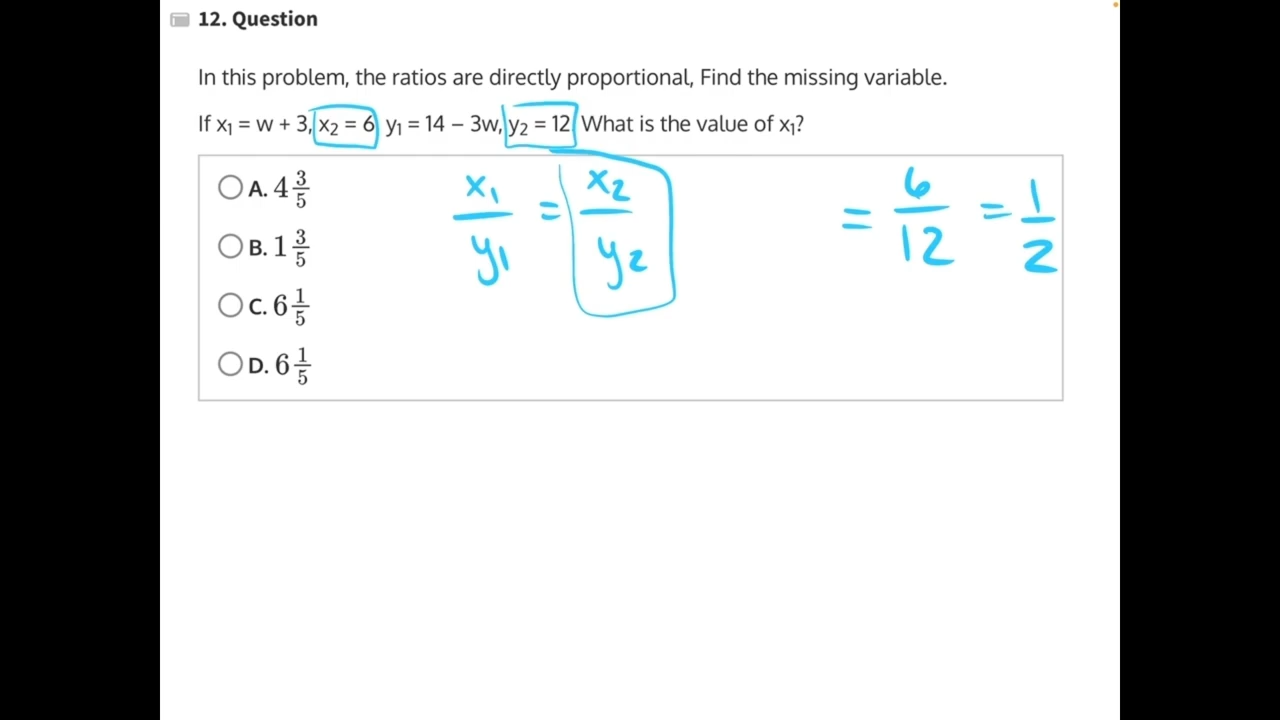 12. Question
In this problem, the ratios are directly proportional, Find the missing variable.
If x₁ = w + 3, x₂ = 6 y₁ = 14 – 3w, y₂ = 12 What is the value of x₁?
A. 4 3/5
B. 1 3/5
C. 6 1/5
D. 6 1/5
x₁/y₁ = x₂/y₂ = 6/12 = 1/2